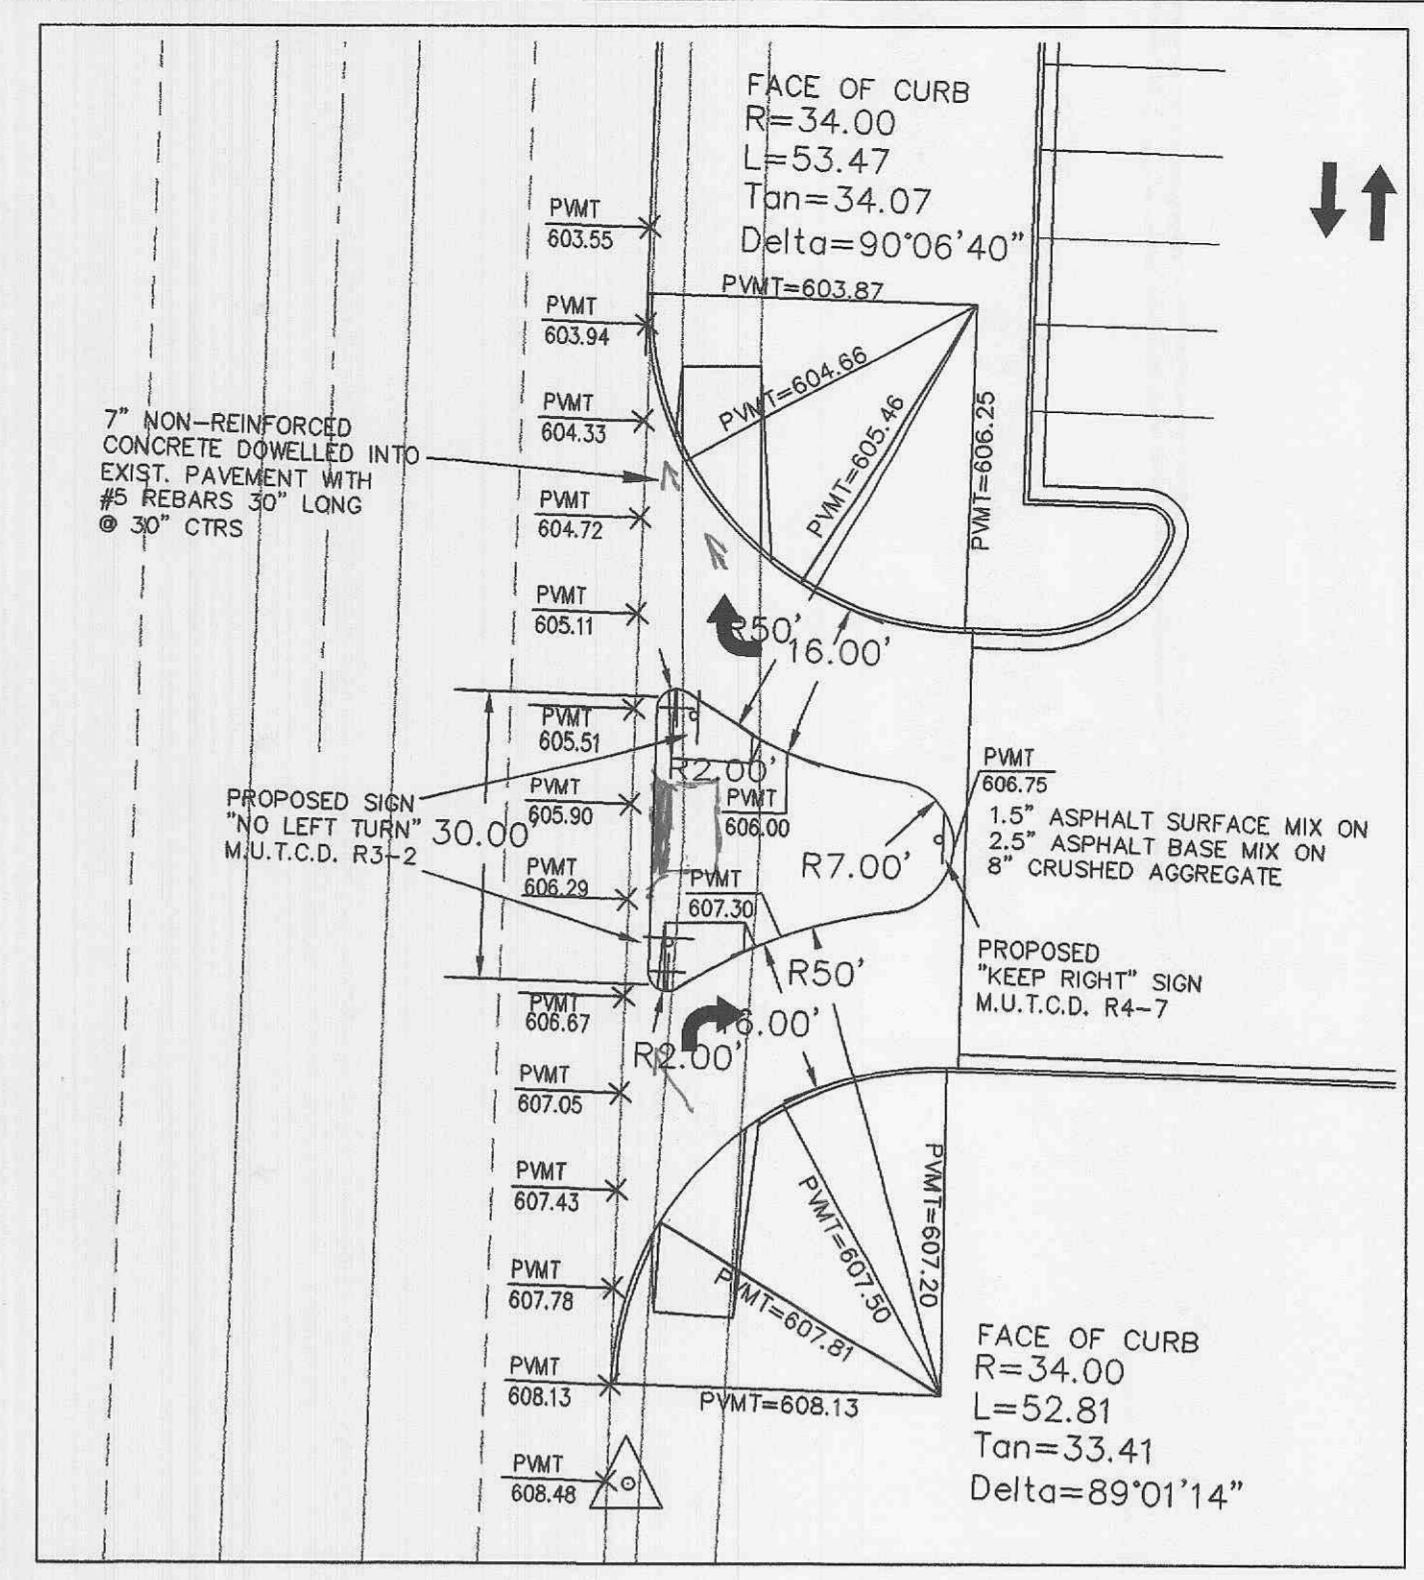 FACE OF CURB
R=34.00
L=53.47
Tan=34.07
Delta=90°06'40"
PVMT
603.55
PVMT=603.87
PVMT
603.94
PVMT=604.66
PVMT=605.46
PVMT=606.25
7" NON-REINFORCED
CONCRETE DOWELLED INTO
EXIST. PAVEMENT WITH
#5 REBARS 30" LONG
@ 30" CTRS
PVMT
604.33
PVMT
604.72
PVMT
605.11
R50'
16.00'
PVMT
605.51
R2.00'
PROPOSED SIGN
"NO LEFT TURN"
M.U.T.C.D. R3-2
30.00'
PVMT
605.90
PVMT
606.00
PVMT
606.75
1.5" ASPHALT SURFACE MIX ON
2.5" ASPHALT BASE MIX ON
8" CRUSHED AGGREGATE
R7.00'
PVMT
606.29
PVMT
607.30
PROPOSED
"KEEP RIGHT" SIGN
M.U.T.C.D. R4-7
R50'
PVMT
606.67
6.00'
R2.00'
PVMT
607.05
PVMT
607.43
PVMT=607.20
PVMT=607.50
PVMT=607.81
PVMT
607.78
PVMT
608.13
PVMT=608.13
FACE OF CURB
R=34.00
L=52.81
Tan=33.41
Delta=89°01'14"
PVMT
608.48